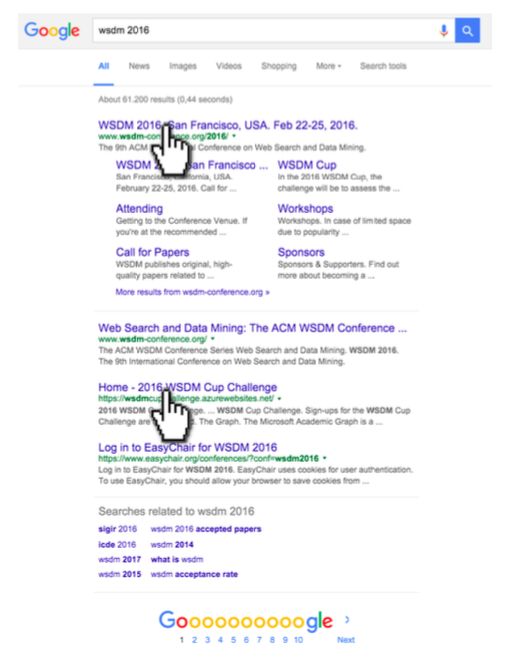 Google
wsdm 2016
All News Images Videos Shopping More Search tools
About 61.200 results (0,44 seconds)
WSDM 2016, San Francisco, USA. Feb 22-25, 2016.
www.wsdm-conference.org/2016/
The 9th ACM Conference on Web Search and Data Mining.
WSDM San Francisco ...
San Francisco, California, USA.
February 22-25, 2016. Call for ...
WSDM Cup
In the 2016 WSDM Cup, the
challenge will be to assess the ...
Attending
Getting to the Conference Venue. If
you're at the recommended ...
Workshops
Workshops. In case of limited space
due to popularity ...
Call for Papers
WSDM publishes original, high-
quality papers related to ...
Sponsors
Sponsors & Supporters. Find out
more about becoming a ...
More results from wsdm-conference.org »
Web Search and Data Mining: The ACM WSDM Conference ...
www.wsdm-conference.org/
The ACM WSDM Conference Series Web Search and Data Mining. WSDM 2016.
The 9th International Conference on Web Search and Data Mining.
Home - 2016 WSDM Cup Challenge
https://wsdmcupchallenge.azurewebsites.net/
2016 WSDM ... WSDM Cup Challenge. Sign-ups for the WSDM Cup
Challenge are The Graph. The Microsoft Academic Graph is a ...
Log in to EasyChair for WSDM 2016
https://www.easychair.org/conferences/?conf=wsdm2016
Log in to EasyChair for WSDM 2016. EasyChair uses cookies for user authentication.
To use EasyChair, you should allow your browser to save cookies from ...
Searches related to wsdm 2016
sigir 2016 wsdm 2016 accepted papers
icde 2016 wsdm 2014
wsdm 2017 what is wsdm
wsdm 2015 wsdm acceptance rate
Goooooooooogle
1 2 3 4 5 6 7 8 9 10 Next